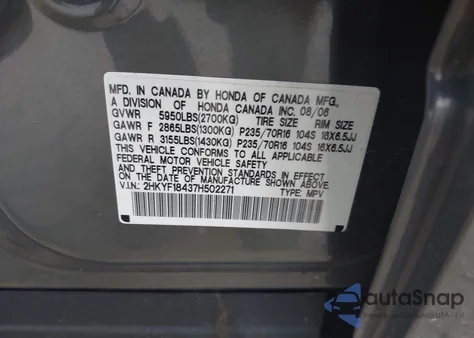 MFD. IN CANADA BY HONDA OF CANADA MFG.,
A DIVISION OF HONDA CANADA INC. 08/06
GVWR 5950LBS(2700KG) TIRE SIZE RIM SIZE
GAWR F 2865LBS(1300KG) P235/70R16 104S 16X6.5JJ
GAWR R 3155LBS(1430KG) P235/70R16 104S 16X6.5JJ
THIS VEHICLE CONFORMS TO ALL APPLICABLE
FEDERAL MOTOR VEHICLE SAFETY
AND THEFT PREVENTION STANDARDS IN EFFECT ON
THE DATE OF MANUFACTURE SHOWN ABOVE.
V.I.N.: 2HKYF18437H502271 TYPE: MPV
autaSnap